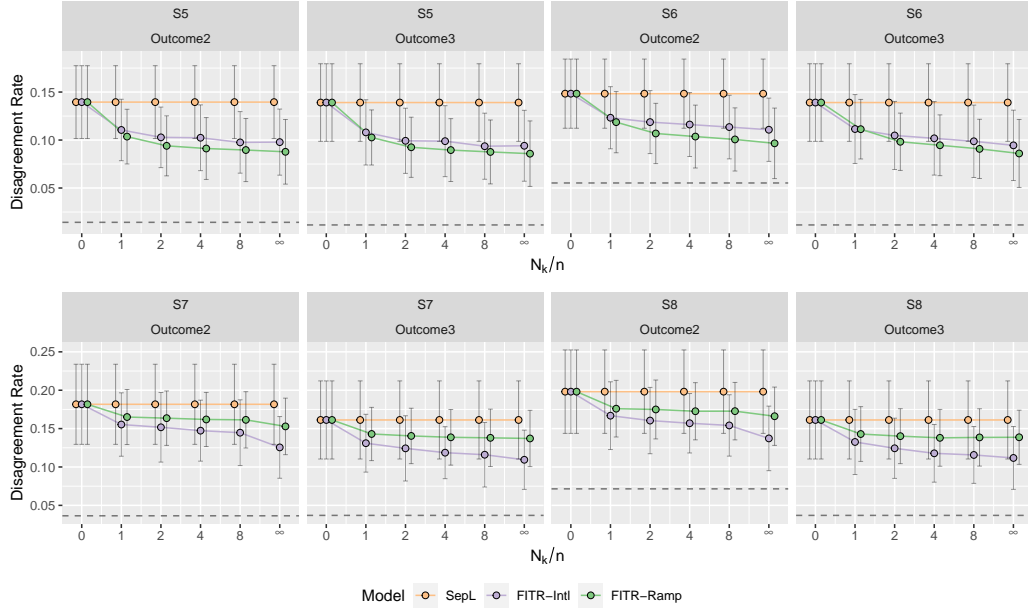 S5 S5 S6 S6
Outcome2 Outcome3 Outcome2 Outcome3
Disagreement Rate
0.15
0.10
0.05
0 1 2 4 8 ∞ 0 1 2 4 8 ∞ 0 1 2 4 8 ∞ 0 1 2 4 8 ∞
N_k/n N_k/n
S7 S7 S8 S8
Outcome2 Outcome3 Outcome2 Outcome3
Disagreement Rate
0.25
0.20
0.15
0.10
0.05
0 1 2 4 8 ∞ 0 1 2 4 8 ∞ 0 1 2 4 8 ∞ 0 1 2 4 8 ∞
N_k/n N_k/n
Model SepL FITR−Intl FITR−Ramp